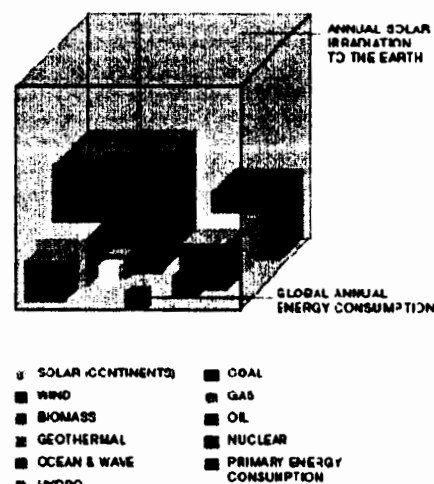 ANNUAL SOLAR
IRRADIATION
TO THE EARTH
GLOBAL ANNUAL
ENERGY CONSUMPTION
SOLAR (CONTINENTS)
WIND
BIOMASS
GEOTHERMAL
OCEAN & WAVE
HYDRO
COAL
GAS
OIL
NUCLEAR
PRIMARY ENERGY
CONSUMPTION